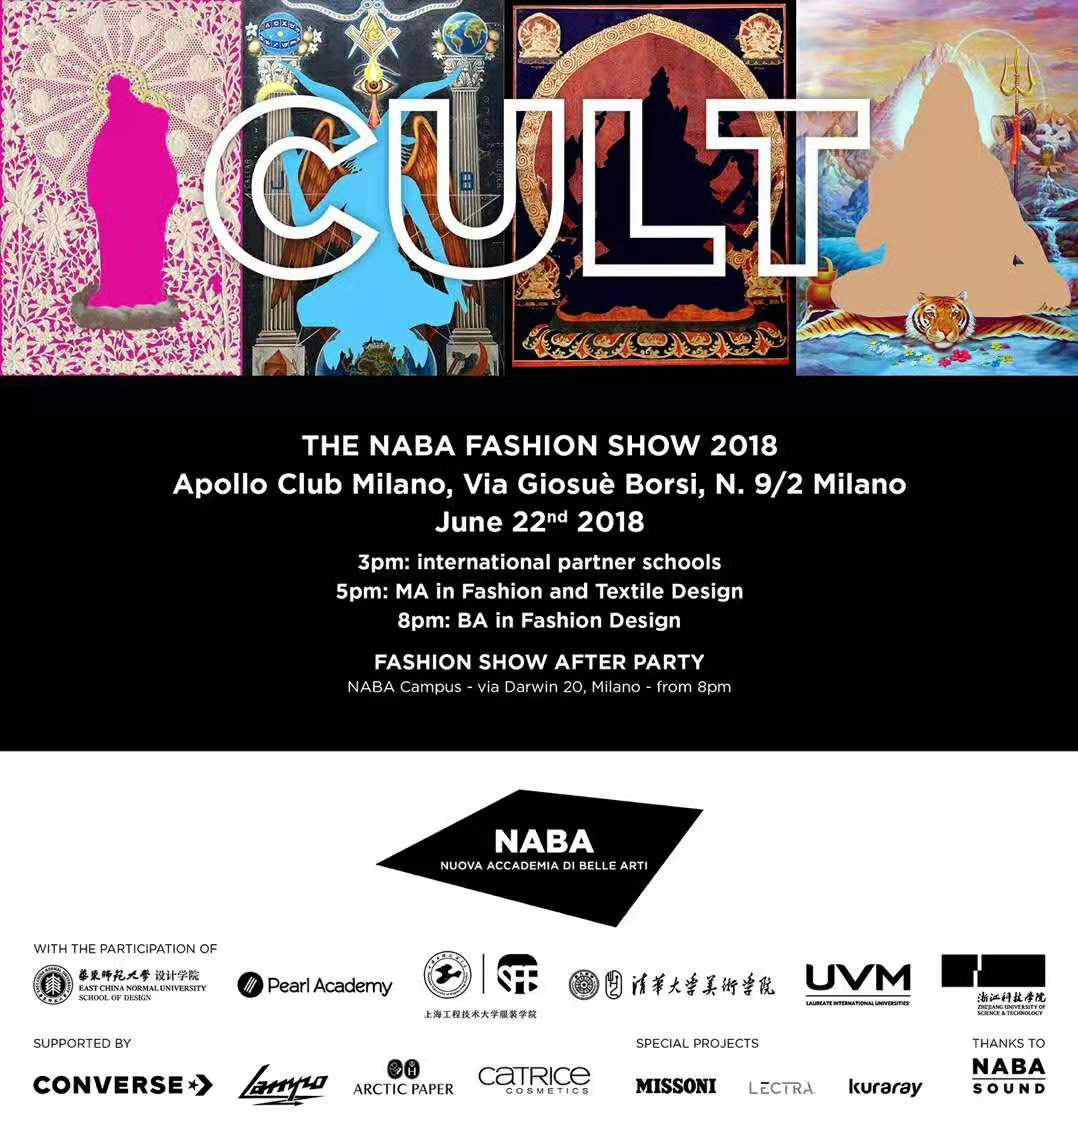 CULT
THE NABA FASHION SHOW 2018
Apollo Club Milano, Via Giosuè Borsi, N. 9/2 Milano
June 22nd 2018
3pm: international partner schools
5pm: MA in Fashion and Textile Design
8pm: BA in Fashion Design
FASHION SHOW AFTER PARTY
NABA Campus - via Darwin 20, Milano - from 8pm
NABA
NUOVA ACCADEMIA DI BELLE ARTI
WITH THE PARTICIPATION OF
華東師范大學 设计学院
EAST CHINA NORMAL UNIVERSITY
SCHOOL OF DESIGN
Pearl Academy
上海工程技术大学服装学院
清华大学美術学院
UVM
LAUREATE INTERNATIONAL UNIVERSITIES
浙江科技学院
ZHEJIANG UNIVERSITY OF
SCIENCE & TECHNOLOGY
SUPPORTED BY
CONVERSE
Lampo
ARCTIC PAPER
CATRICE
COSMETICS
SPECIAL PROJECTS
MISSONI
LECTRA
kuraray
THANKS TO
NABA
SOUND